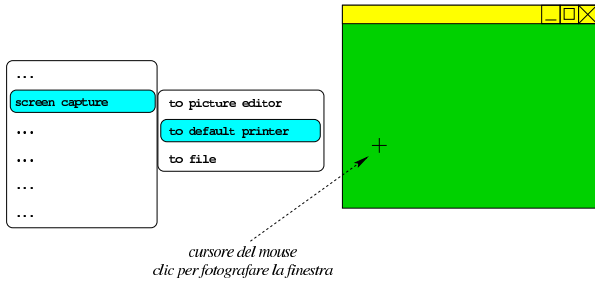 ...
screen capture
...
...
...
...
to picture editor
to default printer
to file
cursore del mouse
clic per fotografare la finestra